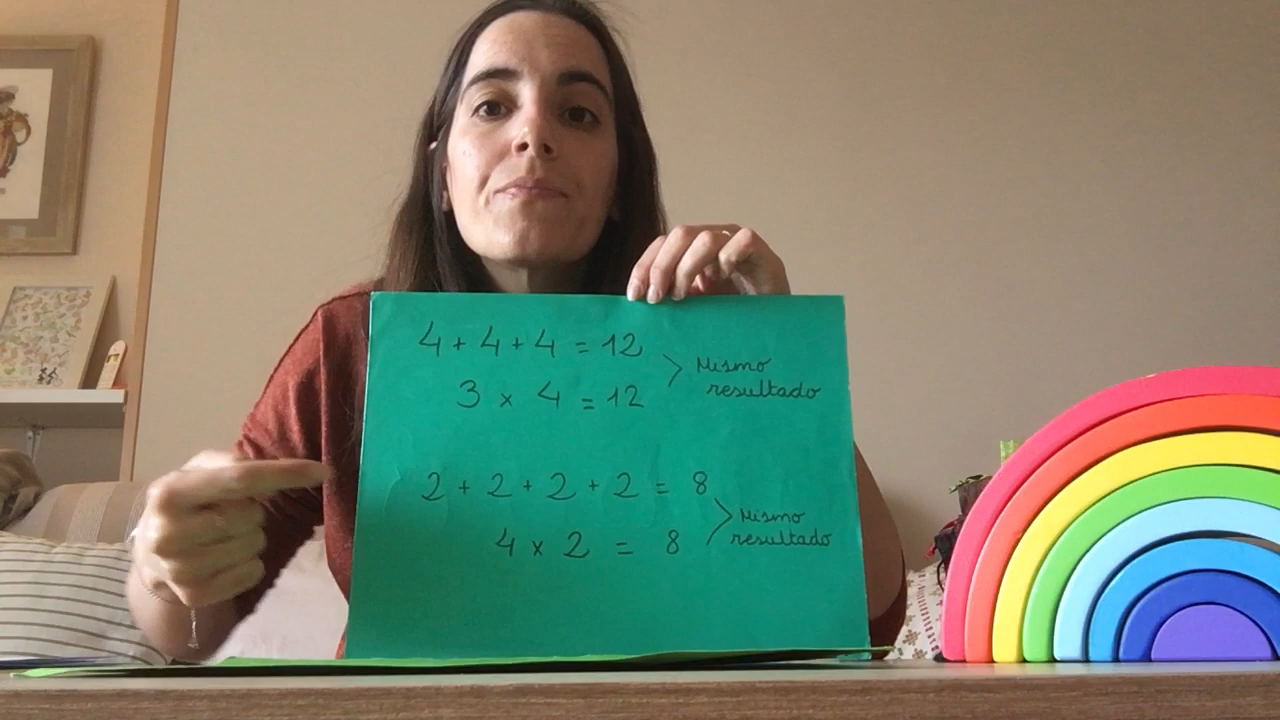 4 + 4 + 4 = 12
3 x 4 = 12
Mismo
resultado
2 + 2 + 2 + 2 = 8
4 x 2 = 8
Mismo
resultado